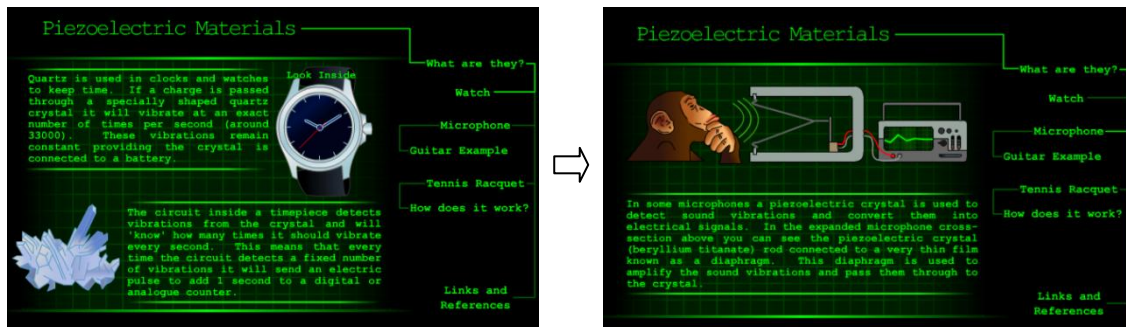 Piezoelectric Materials
Quartz is used in clocks and watches
to keep time. If a charge is passed
through a specially shaped quartz
crystal it will vibrate at an exact
number of times per second (around
33000). These vibrations remain
constant providing the crystal is
connected to a battery.
Look Inside
The circuit inside a timepiece detects
vibrations from the crystal and will
'know' how many times it should vibrate
every second. This means that every
time the circuit detects a fixed number
of vibrations it will send an electric
pulse to add 1 second to a digital or
analogue counter.
What are they?
Watch
Microphone
Guitar Example
Tennis Racquet
How does it work?
Links and
References
Piezoelectric Materials
In some microphones a piezoelectric crystal is used to
detect sound vibrations and convert them into
electrical signals. In the expanded microphone cross-
section above you can see the piezoelectric crystal
(beryllium titanate) rod connected to a very thin film
known as a diaphragm. This diaphragm is used to
amplify the sound vibrations and pass them through to
the crystal.
What are they?
Watch
Microphone
Guitar Example
Tennis Racquet
How does it work?
Links and
References